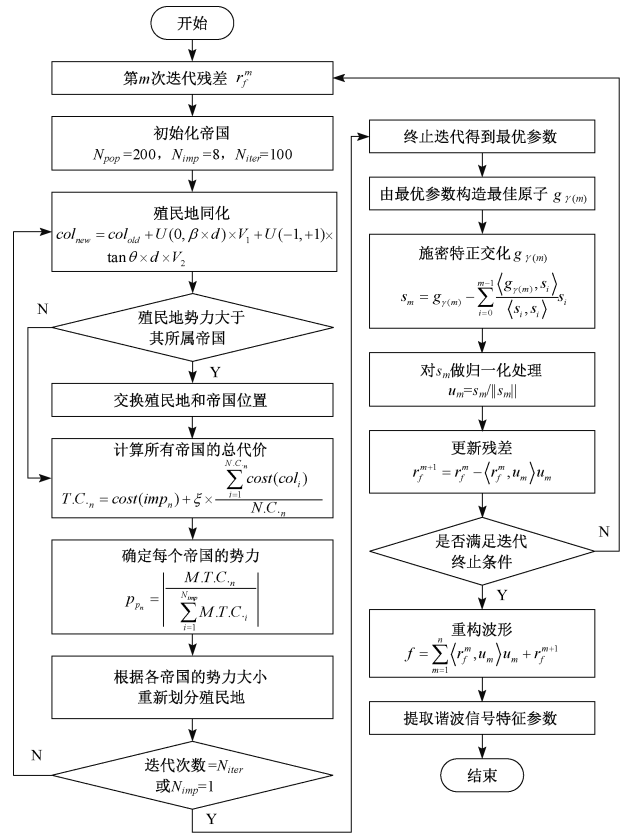 开始
第m次迭代残差 r_f^m
初始化帝国
N_pop=200，N_imp=8，N_iter=100
殖民地同化
col_new = col_old + U(0, β×d)×V_1 + U(−1,+1)×
tanθ×d×V_2
N
殖民地势力大于
其所属帝国
Y
交换殖民地和帝国位置
计算所有帝国的总代价
T.C._n = cost(imp_n) + ξ× \frac{\sum_{i=1}^{N.C._n} cost(col_i)}{N.C._n}
确定每个帝国的势力
p_{p_n} = \left| \frac{M.T.C._n}{\sum_{i=1}^{N_{imp}} M.T.C._i} \right|
根据各帝国的势力大小
重新划分殖民地
N
迭代次数=N_iter
或N_imp=1
Y
终止迭代得到最优参数
由最优参数构造最佳原子 g_γ(m)
施密特正交化 g_γ(m)
s_m = g_γ(m) − \sum_{i=0}^{m−1} \frac{⟨g_γ(m), s_i⟩}{⟨s_i, s_i⟩} s_i
对s_m做归一化处理
u_m=s_m/||s_m||
更新残差
r_f^{m+1} = r_f^m − ⟨r_f^m, u_m⟩u_m
N
是否满足迭代
终止条件
Y
重构波形
f = \sum_{m=1}^{n} ⟨r_f^m, u_m⟩u_m + r_f^{m+1}
提取谐波信号特征参数
结束